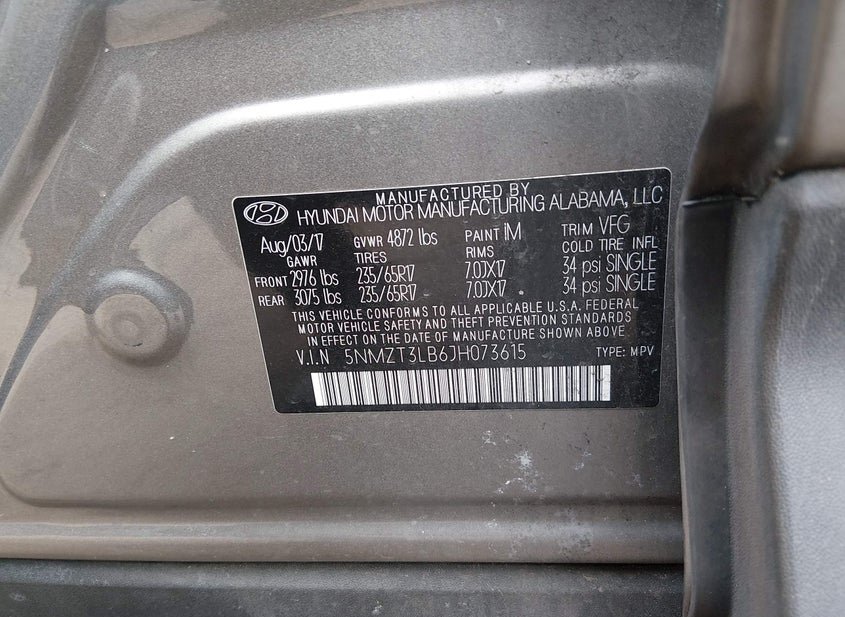 MANUFACTURED BY
HYUNDAI MOTOR MANUFACTURING ALABAMA, LLC
Aug/03/17 GVWR 4872 lbs PAINT IM TRIM VFG
GAWR TIRES RIMS COLD TIRE INFL
FRONT 2976 lbs 235/65R17 7.0JX17 34 psi SINGLE
REAR 3075 lbs 235/65R17 7.0JX17 34 psi SINGLE
THIS VEHICLE CONFORMS TO ALL APPLICABLE U.S.A. FEDERAL
MOTOR VEHICLE SAFETY AND THEFT PREVENTION STANDARDS
IN EFFECT ON THE DATE OF MANUFACTURE SHOWN ABOVE.
V.I.N 5NMZT3LB6JH073615 TYPE: MPV